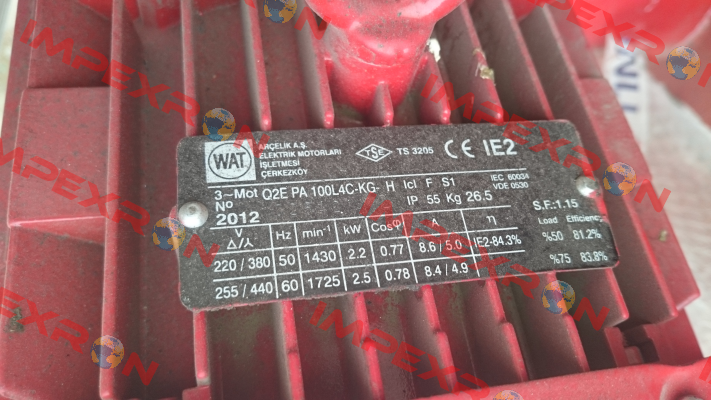 WAT
ARÇELİK A.Ş.
ELEKTRİK MOTORLARI
İŞLETMESİ
ÇERKEZKÖY
TSE
TS 3205
CE IE2
3-Mot Q2E PA 100L4C-KG- H Icl F S1
IEC 60034
VDE 0530
No
IP 55 Kg 26.5
2012
S.F.:1.15
V Hz min-1 kW Cosφ A η
Δ/⅄
Load Efficiency
220 / 380 50 1430 2.2 0.77 8.6 / 5.0 IE2-84.3%
%50 81.2%
255 / 440 60 1725 2.5 0.78 8.4 / 4.9
%75 83.8%
IMPEXRON
IMPEXRON
IMPEXRON
IMPEXRON